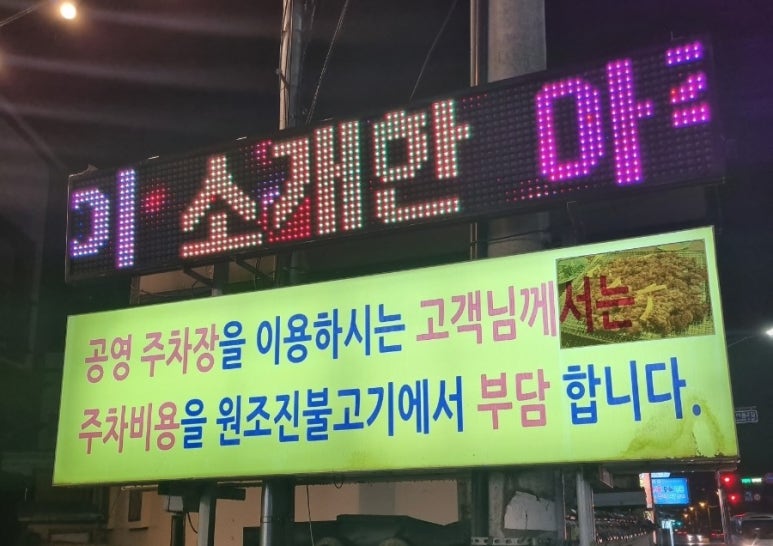 이 소개한 아
공영 주차장을 이용하시는 고객님께서는
주차비용을 원조진불고기에서 부담 합니다.